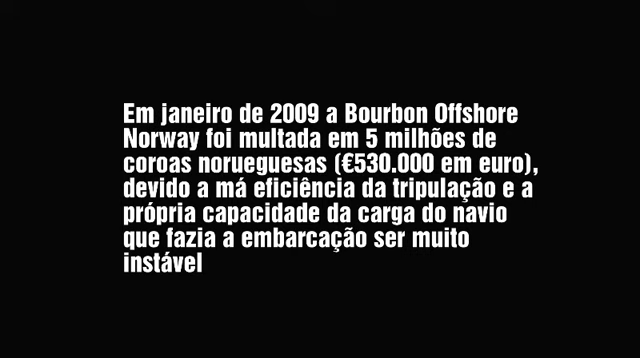 Em janeiro de 2009 a Bourbon Offshore
Norway foi multada em 5 milhões de
coroas norueguesas (€530.000 em euro),
devido a má eficiência da tripulação e a
própria capacidade da carga do navio
que fazia a embarcação ser muito
instável